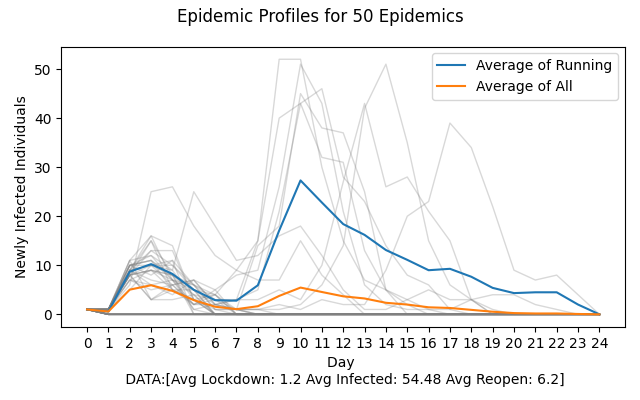 Epidemic Profiles for 50 Epidemics
Newly Infected Individuals
50
40
30
20
10
0
Average of Running
Average of All
0 1 2 3 4 5 6 7 8 9 10 11 12 13 14 15 16 17 18 19 20 21 22 23 24
Day
DATA:[Avg Lockdown: 1.2 Avg Infected: 54.48 Avg Reopen: 6.2]